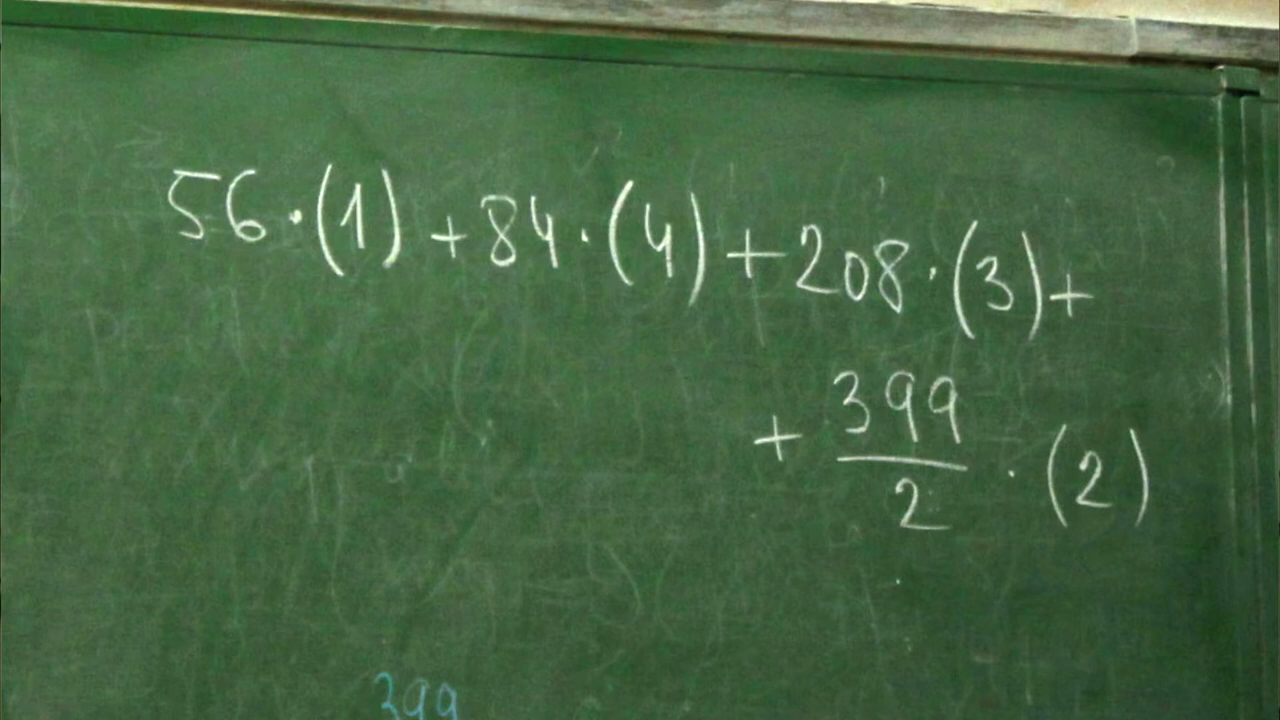 56·(1) + 84·(4) + 208·(3) +
+ 399/2 · (2)
399